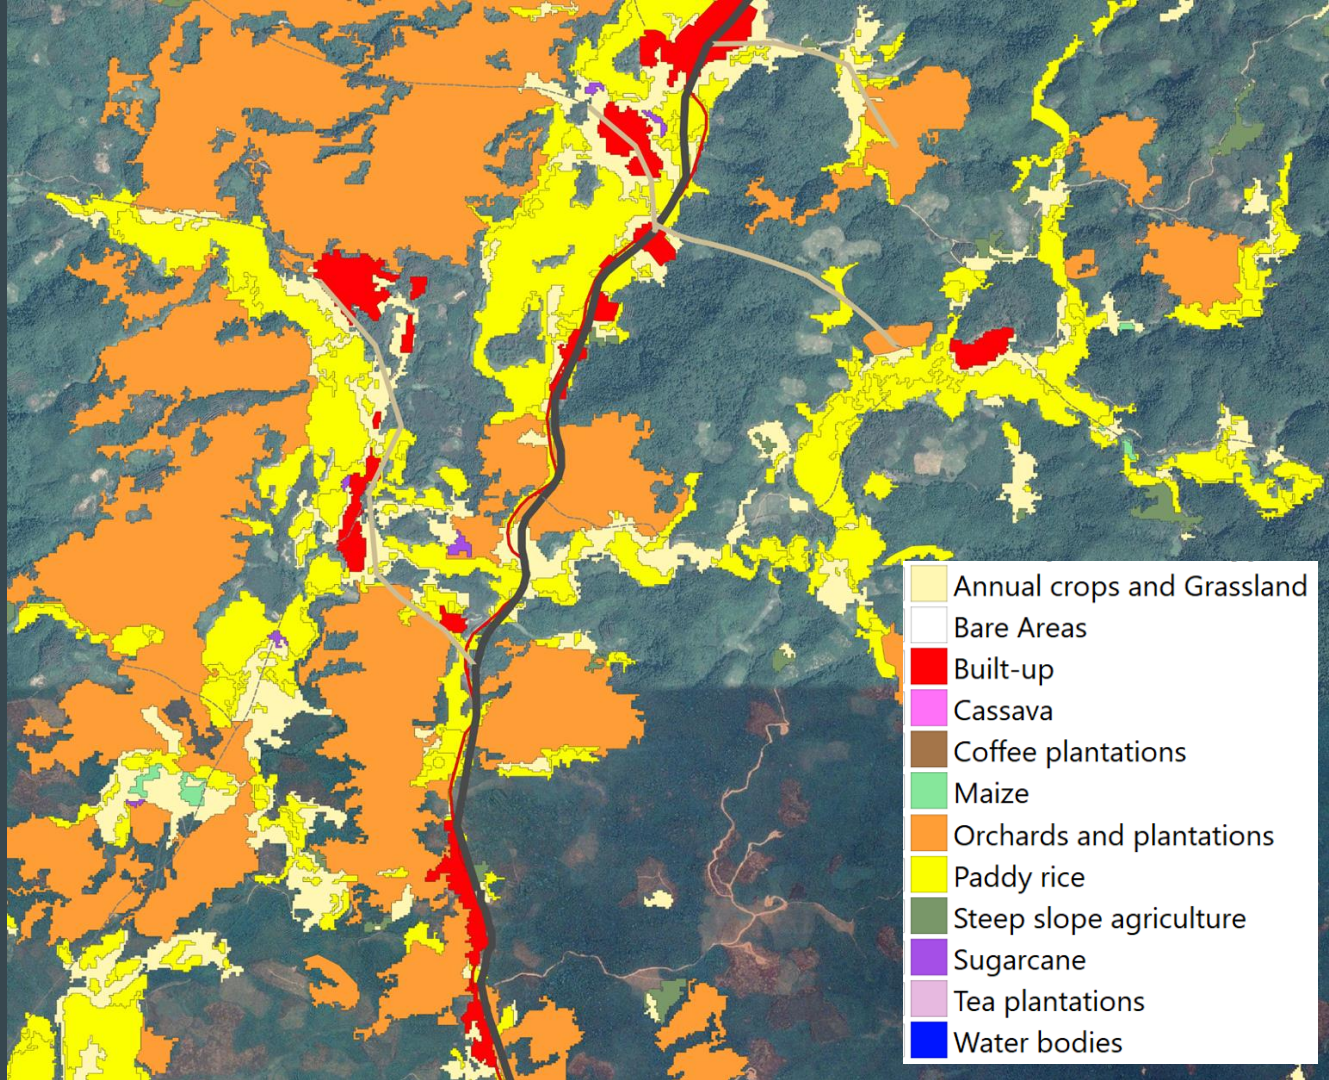 Annual crops and Grassland
Bare Areas
Built-up
Cassava
Coffee plantations
Maize
Orchards and plantations
Paddy rice
Steep slope agriculture
Sugarcane
Tea plantations
Water bodies